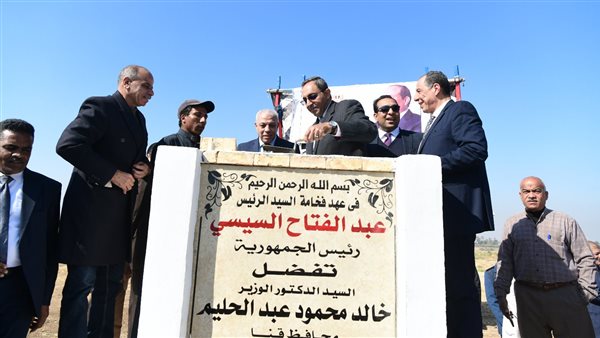 بسم الله الرحمن الرحيم
فى عهد فخامة السيد الرئيس
عبد الفتاح السيسي
رئيس الجمهورية
تفضل
السيد الدكتور الوزير
خالد محمود عبد الحليم
محافظ قنا